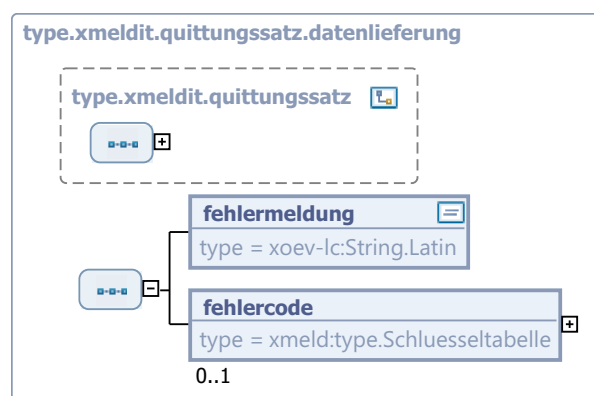 type.xmeldit.quittungssatz.datenlieferung
type.xmeldit.quittungssatz
fehlermeldung
type = xoev-lc:String.Latin
fehlercode
type = xmeld:type.Schluesseltabelle
0..1